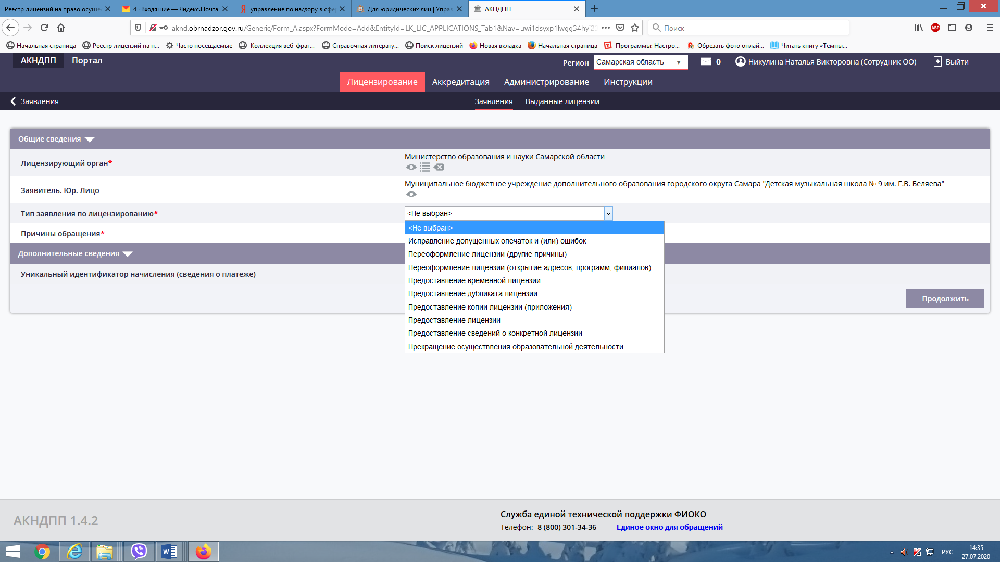 Реестр лицензий на право осуще
4 · Входящие — Яндекс.Почта
управление по надзору в сфе
Для юридических лиц | Упра
АКНДПП
aknd.obrnadzor.gov.ru/Generic/Form_A.aspx?FormMode=Add&EntityId=LK_LIC_APPLICATIONS_Tab1&Nav=uwi1dsyxp1lwgg34hyi23
Поиск
ABP
Начальная страница
Реестр лицензий на п...
Часто посещаемые
Коллекция веб-фраг...
Справочная литерату...
Поиск лицензий
Новая вкладка
Начальная страница
Программы: Настро...
Обрезать фото онлай...
Читать книгу «Тёмны...
АКНДПП
Портал
Регион
Самарская область
0
Никулина Наталья Викторовна (Сотрудник ОО)
Выйти
Лицензирование
Аккредитация
Администрирование
Инструкции
Заявления
Заявления
Выданные лицензии
Общие сведения
Лицензирующий орган*
Министерство образования и науки Самарской области
Заявитель. Юр. Лицо
Муниципальное бюджетное учреждение дополнительного образования городского округа Самара "Детская музыкальная школа № 9 им. Г.В. Беляева"
Тип заявления по лицензированию*
<Не выбран>
Причины обращения*
<Не выбран>
Исправление допущенных опечаток и (или) ошибок
Переоформление лицензии (другие причины)
Переоформление лицензии (открытие адресов, программ, филиалов)
Предоставление временной лицензии
Предоставление дубликата лицензии
Предоставление копии лицензии (приложения)
Предоставление лицензии
Предоставление сведений о конкретной лицензии
Прекращение осуществления образовательной деятельности
Дополнительные сведения
Уникальный идентификатор начисления (сведения о платеже)
Продолжить
АКНДПП 1.4.2
Служба единой технической поддержки ФИОКО
Телефон: 8 (800) 301-34-36
Единое окно для обращений
РУС
14:35
27.07.2020